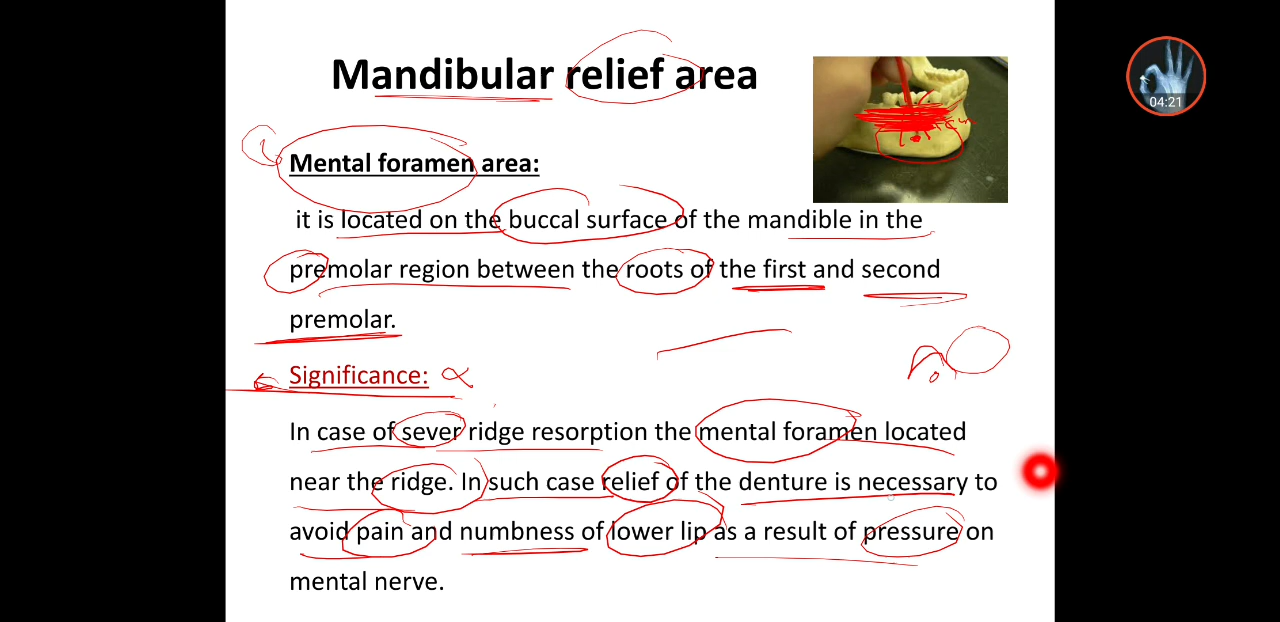 Mandibular relief area
04:21
Mental foramen area:
it is located on the buccal surface of the mandible in the
premolar region between the roots of the first and second
premolar.
Significance:
In case of sever ridge resorption the mental foramen located
near the ridge. In such case relief of the denture is necessary to
avoid pain and numbness of lower lip as a result of pressure on
mental nerve.